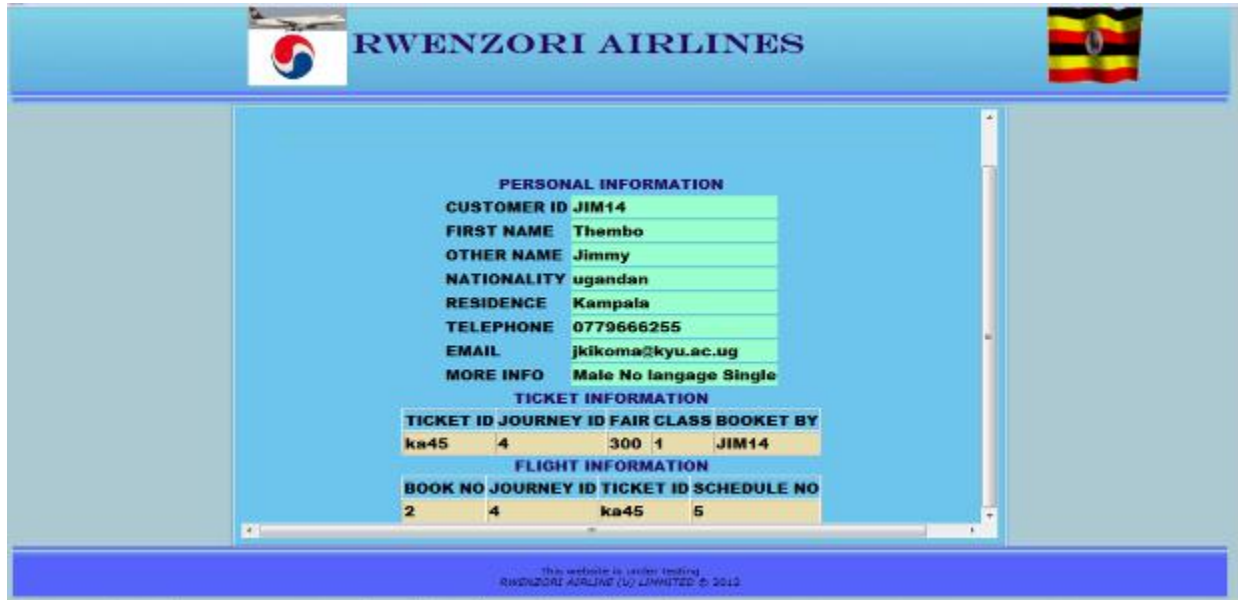 RWENZORI AIRLINES
PERSONAL INFORMATION
CUSTOMER ID JIM14
FIRST NAME Thembo
OTHER NAME Jimmy
NATIONALITY ugandan
RESIDENCE Kampala
TELEPHONE 0779666255
EMAIL jkikoma@kyu.ac.ug
MORE INFO Male No langage Single
TICKET INFORMATION
TICKET ID JOURNEY ID FAIR CLASS BOOKET BY
ka45 4 300 1 JIM14
FLIGHT INFORMATION
BOOK NO JOURNEY ID TICKET ID SCHEDULE NO
2 4 ka45 5
This website is under testing
RWENZORI AIRLINE (U) LIMMITED © 2012